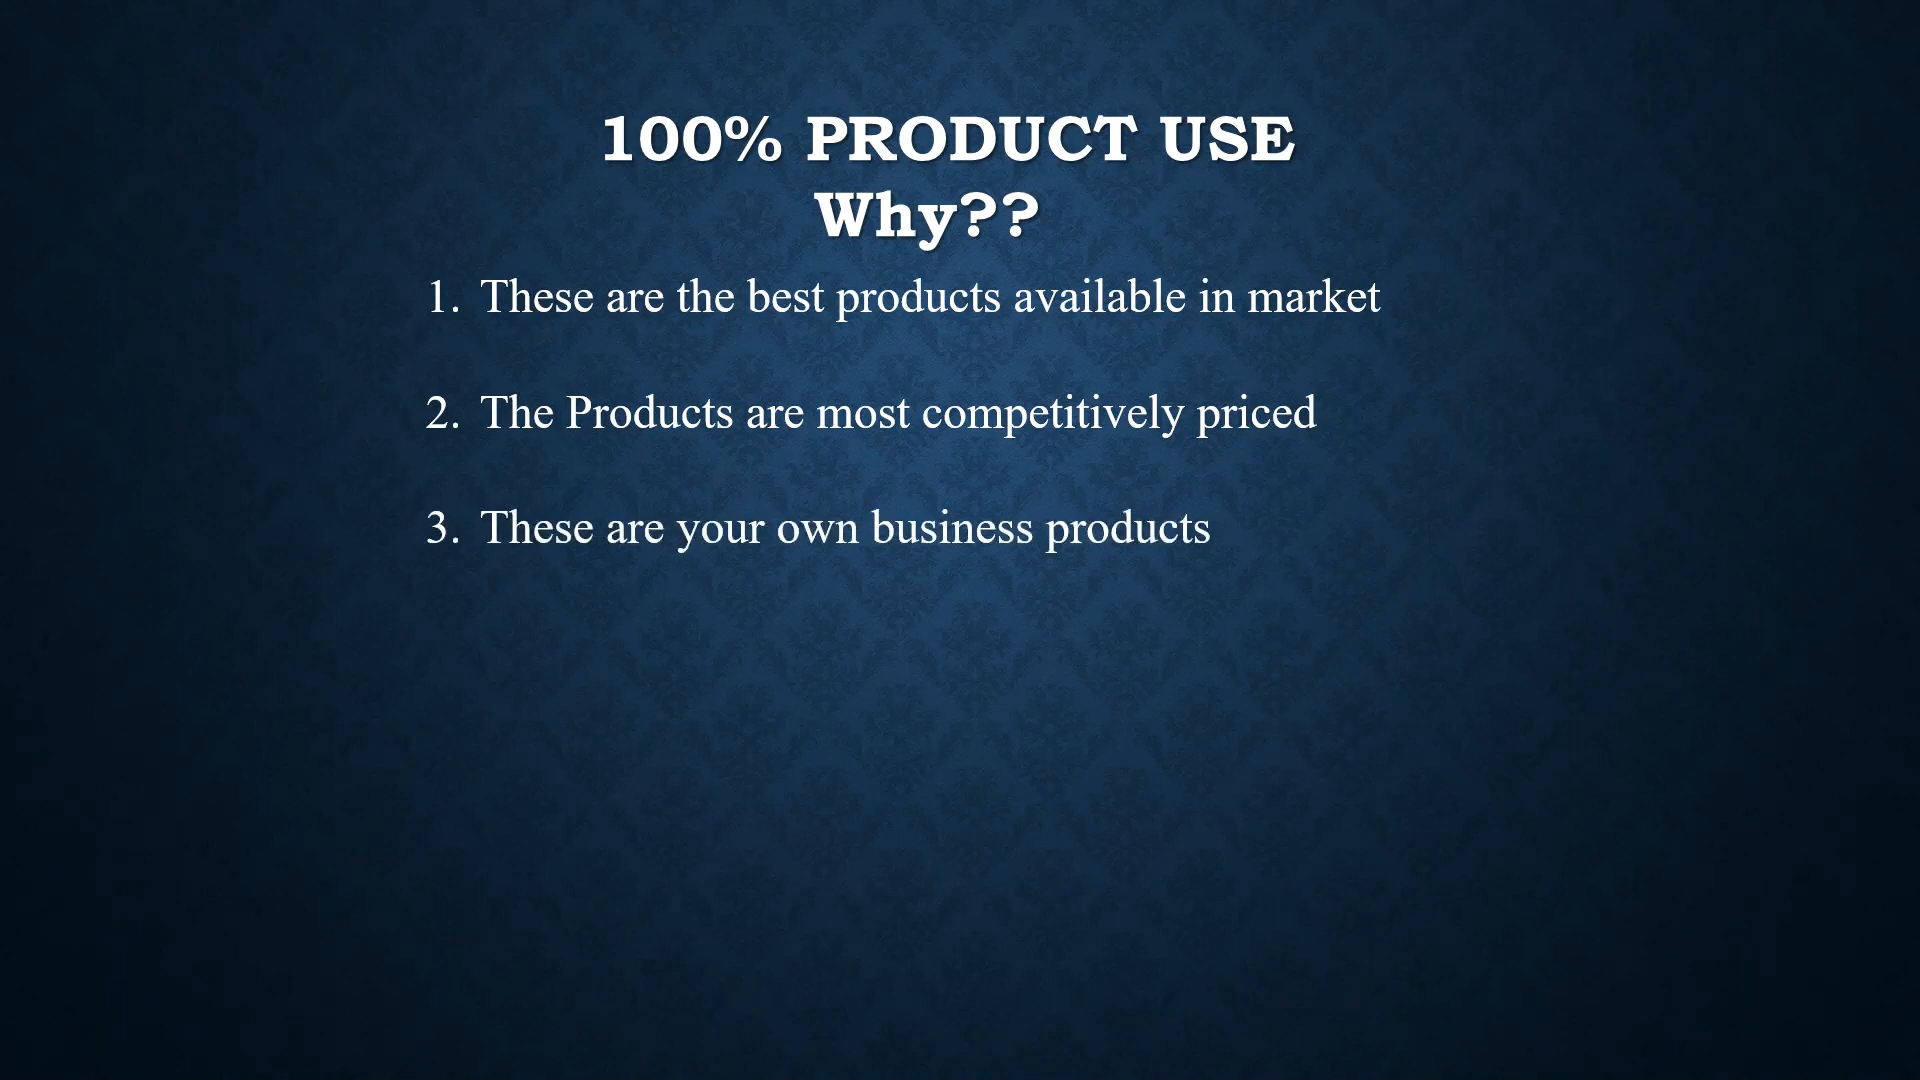 100% PRODUCT USE
Why??
1. These are the best products available in market
2. The Products are most competitively priced
3. These are your own business products